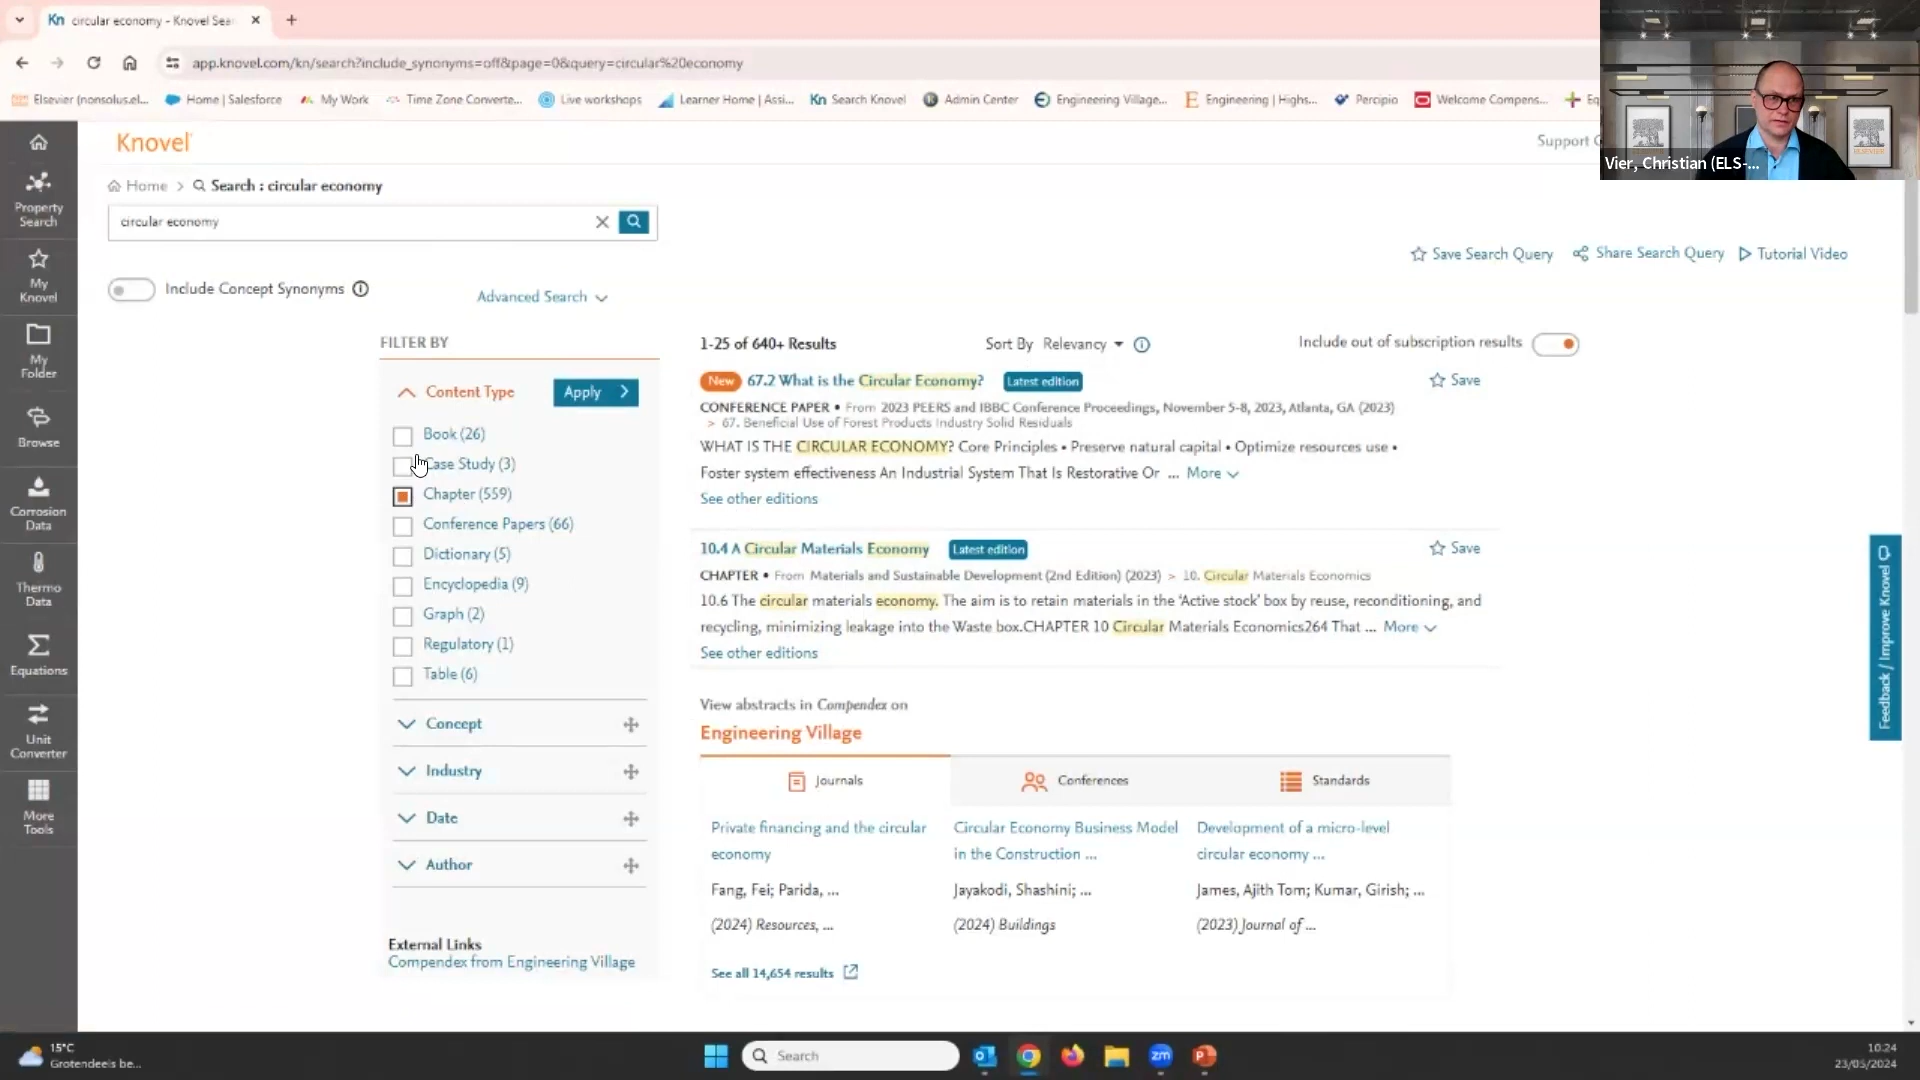 Kn circular economy - Knovel Sea
app.knovel.com/kn/search?include_synonyms=off&page=0&query=circular%20economy
Elsevier (nonsolus.el...
Home | Salesforce
My Work
Time Zone Converte...
Live workshops
Learner Home | Assi...
Kn Search Knovel
Admin Center
Engineering Village...
Engineering | Highs...
Percipio
Welcome Compens...
Eq
Vier, Christian (ELS-...
Knovel
Support
Home > Search : circular economy
circular economy
Save Search Query
Share Search Query
Tutorial Video
Include Concept Synonyms
Advanced Search
Property
Search
My
Knovel
My
Folder
Browse
Corrosion
Data
Thermo
Data
Equations
Unit
Converter
More
Tools
FILTER BY
Content Type
Apply
Book (26)
Case Study (3)
Chapter (559)
Conference Papers (66)
Dictionary (5)
Encyclopedia (9)
Graph (2)
Regulatory (1)
Table (6)
Concept
Industry
Date
Author
External Links
Compendex from Engineering Village
1-25 of 640+ Results
Sort By Relevancy
Include out of subscription results
New 67.2 What is the Circular Economy? Latest edition
Save
CONFERENCE PAPER • From 2023 PEERS and IBBC Conference Proceedings, November 5-8, 2023, Atlanta, GA (2023)
> 67. Beneficial Use of Forest Products Industry Solid Residuals
WHAT IS THE CIRCULAR ECONOMY? Core Principles • Preserve natural capital • Optimize resources use •
Foster system effectiveness An Industrial System That Is Restorative Or ... More
See other editions
10.4 A Circular Materials Economy Latest edition
Save
CHAPTER • From Materials and Sustainable Development (2nd Edition) (2023) > 10. Circular Materials Economics
10.6 The circular materials economy. The aim is to retain materials in the ‘Active stock’ box by reuse, reconditioning, and
recycling, minimizing leakage into the Waste box.CHAPTER 10 Circular Materials Economics264 That ... More
See other editions
View abstracts in Compendex on
Engineering Village
Journals
Conferences
Standards
Private financing and the circular
economy
Fang, Fei; Parida, ...
(2024) Resources, ...
Circular Economy Business Model
in the Construction ...
Jayakodi, Shashini; ...
(2024) Buildings
Development of a micro-level
circular economy ...
James, Ajith Tom; Kumar, Girish; ...
(2023) Journal of ...
See all 14,654 results
Feedback / Improve Knovel
15°C
Grotendeels be...
Search
zm
10:24
23/05/2024